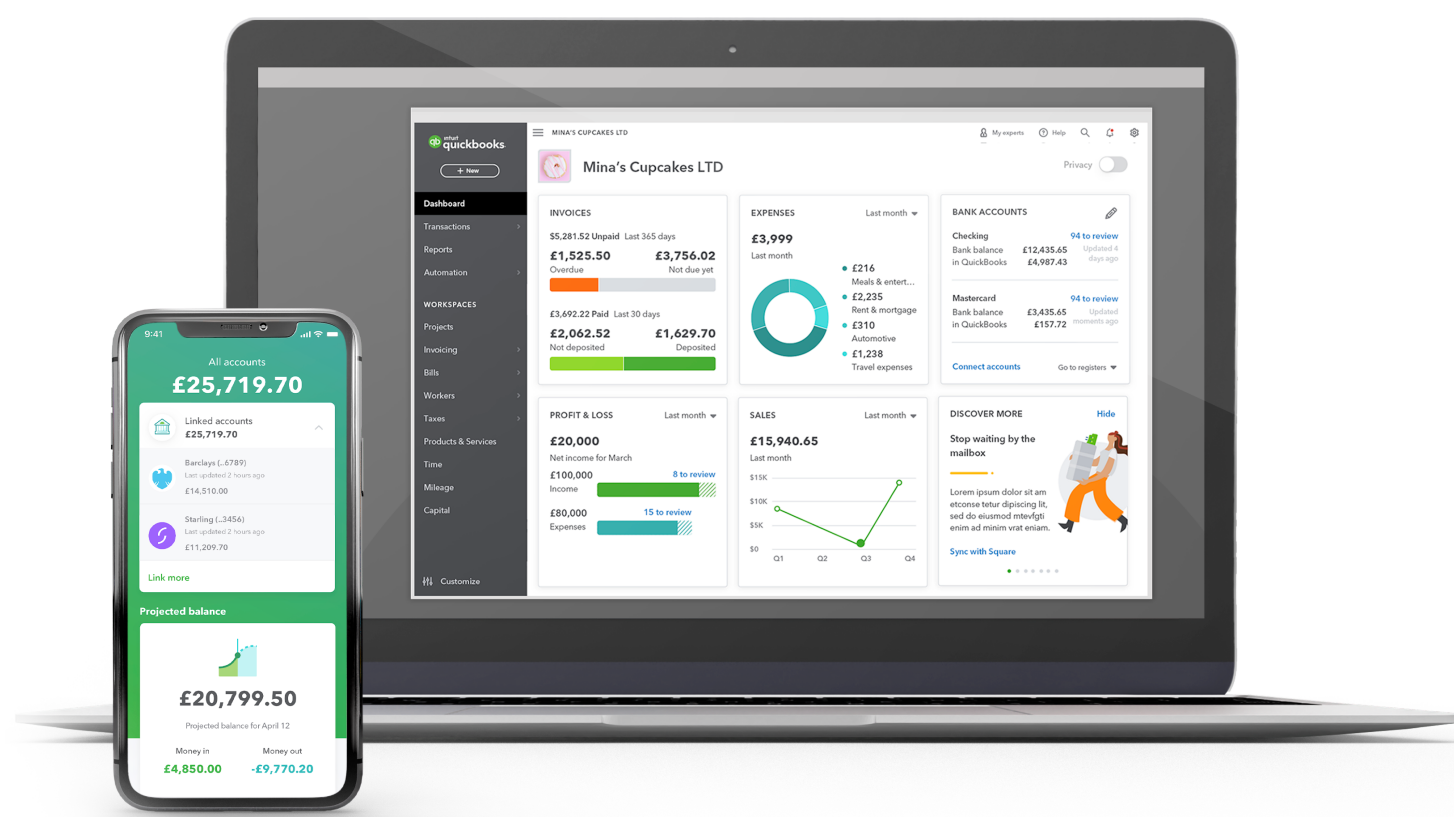 intuit
quickbooks.
+ New
Dashboard
Transactions
Reports
Automation
WORKSPACES
Projects
Invoicing
Bills
Workers
Taxes
Products & Services
Time
Mileage
Capital
Customize
MINA'S CUPCAKES LTD
My experts
Help
Mina's Cupcakes LTD
Privacy
INVOICES
$5,281.52 Unpaid Last 365 days
£1,525.50 £3,756.02
Overdue Not due yet
£3,692.22 Paid Last 30 days
£2,062.52 £1,629.70
Not deposited Deposited
EXPENSES Last month
£3,999
Last month
£216
Meals & entert...
£2,235
Rent & mortgage
£310
Automotive
£1,238
Travel expenses
BANK ACCOUNTS
Checking 94 to review
Bank balance £12,435.65 Updated 4
in QuickBooks £4,987.43 days ago
Mastercard 94 to review
Bank balance £3,435.65 Updated
in QuickBooks £157.72 moments ago
Connect accounts Go to registers
PROFIT & LOSS Last month
£20,000
Net income for March
£100,000 8 to review
Income
£80,000 15 to review
Expenses
SALES Last month
£15,940.65
Last month
$15K
$10K
$5K
$0
Q1 Q2 Q3 Q4
DISCOVER MORE Hide
Stop waiting by the
mailbox
Lorem ipsum dolor sit am
etconse tetur dipiscing lit,
sed do eiusmod mtevfgti
enim ad minim vrat eniam.
Sync with Square
9:41
All accounts
£25,719.70
Linked accounts
£25,719.70
Barclays (..6789)
Last updated 2 hours ago
£14,510.00
Starling (..3456)
Last updated 2 hours ago
£11,209.70
Link more
Projected balance
£20,799.50
Projected balance for April 12
Money in Money out
£4,850.00 -£9,770.20